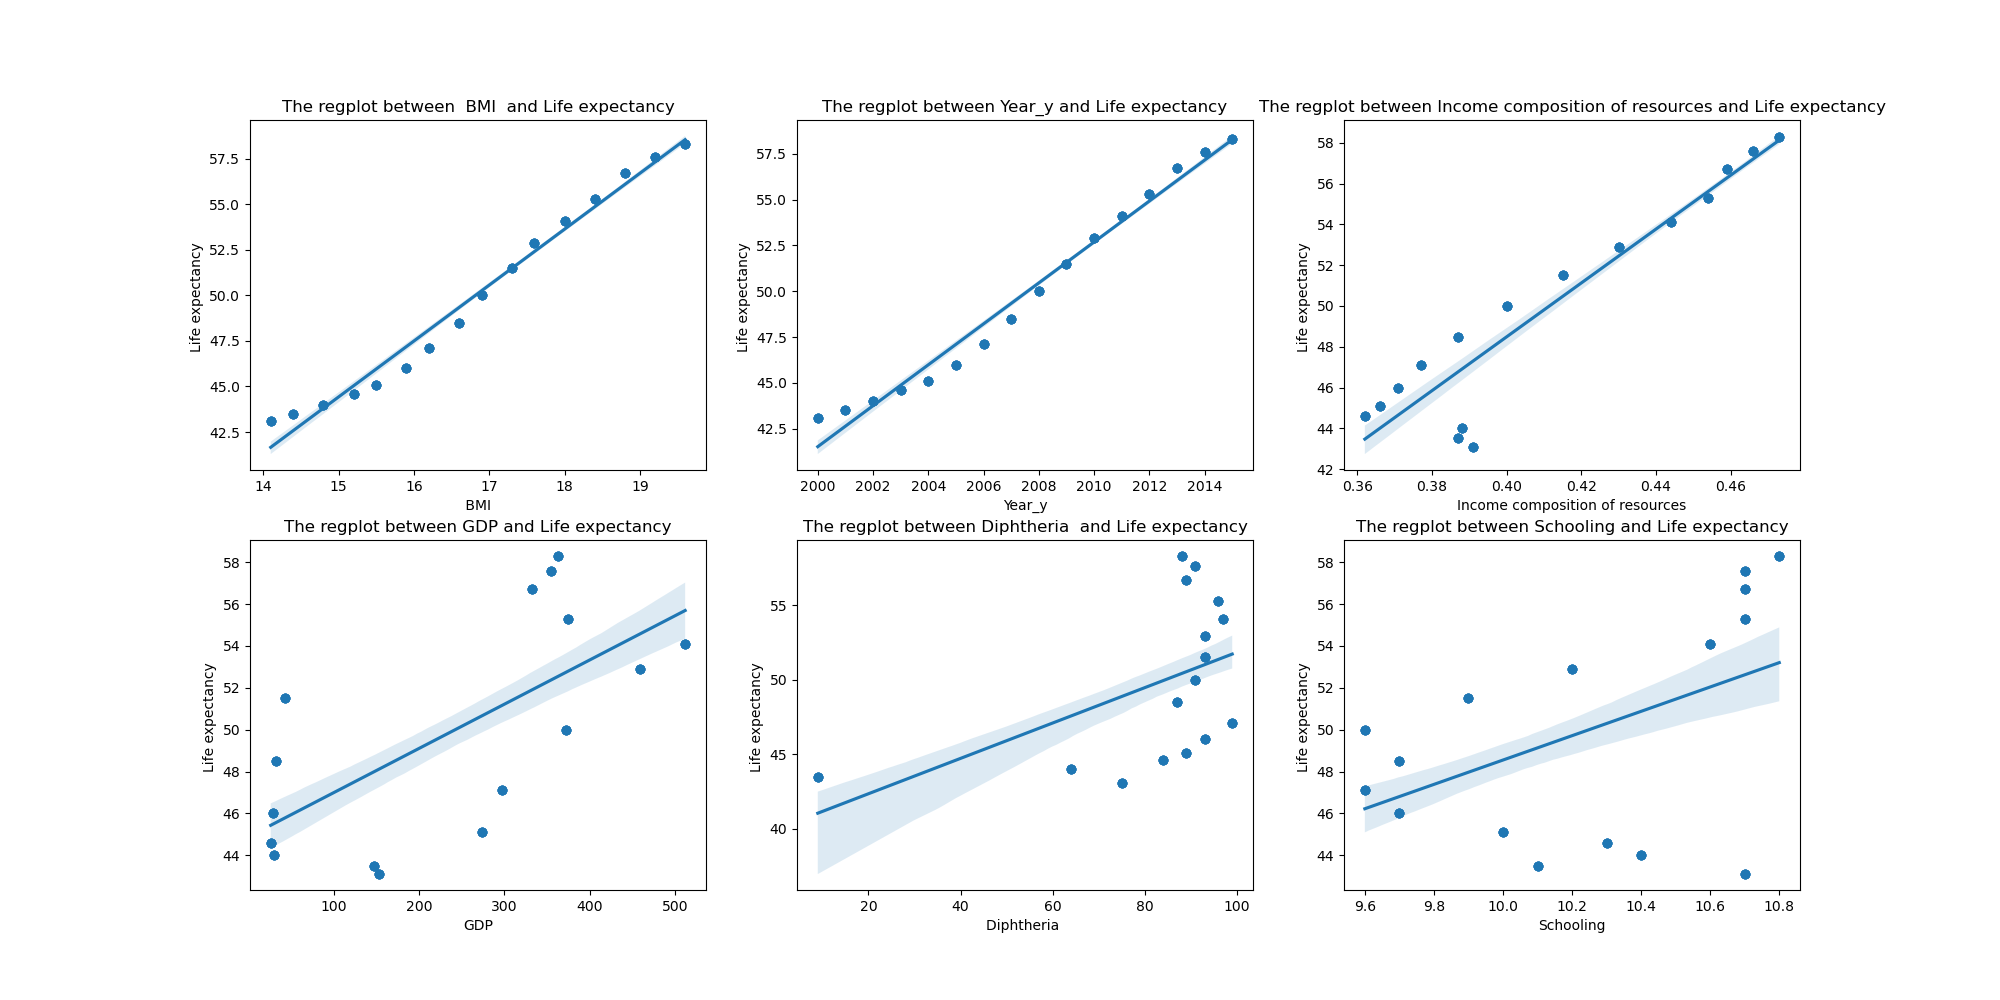 The regplot between  BMI  and Life expectancy
Life expectancy
57.5
55.0
52.5
50.0
47.5
45.0
42.5
14 15 16 17 18 19
BMI
The regplot between Year_y and Life expectancy
Life expectancy
57.5
55.0
52.5
50.0
47.5
45.0
42.5
2000 2002 2004 2006 2008 2010 2012 2014
Year_y
The regplot between Income composition of resources and Life expectancy
Life expectancy
58
56
54
52
50
48
46
44
42
0.36 0.38 0.40 0.42 0.44 0.46
Income composition of resources
The regplot between GDP and Life expectancy
Life expectancy
58
56
54
52
50
48
46
44
100 200 300 400 500
GDP
The regplot between Diphtheria  and Life expectancy
Life expectancy
55
50
45
40
20 40 60 80 100
Diphtheria
The regplot between Schooling and Life expectancy
Life expectancy
58
56
54
52
50
48
46
44
9.6 9.8 10.0 10.2 10.4 10.6 10.8
Schooling